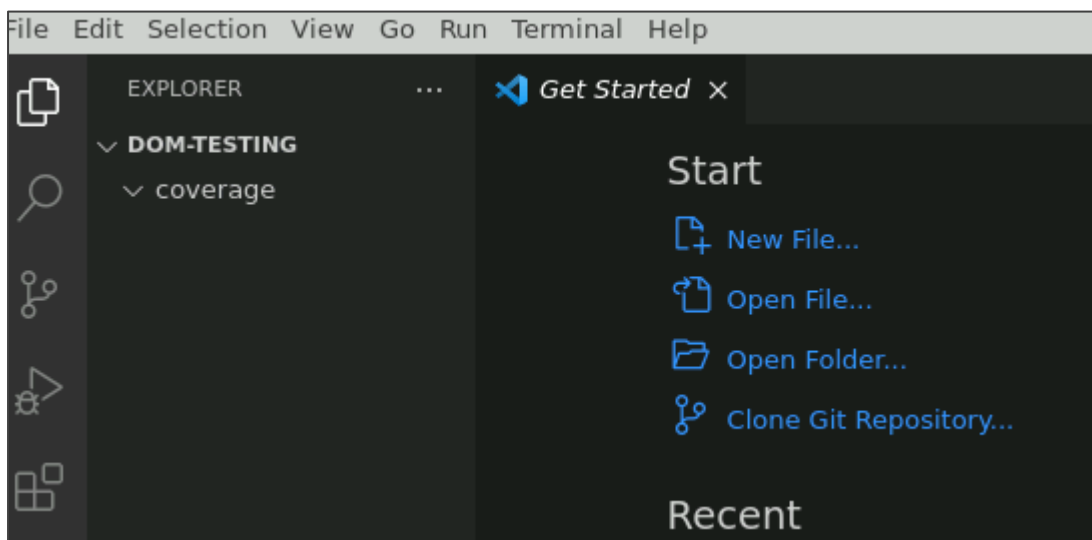 File Edit Selection View Go Run Terminal Help
EXPLORER
Get Started
DOM-TESTING
coverage
Start
New File...
Open File...
Open Folder...
Clone Git Repository...
Recent